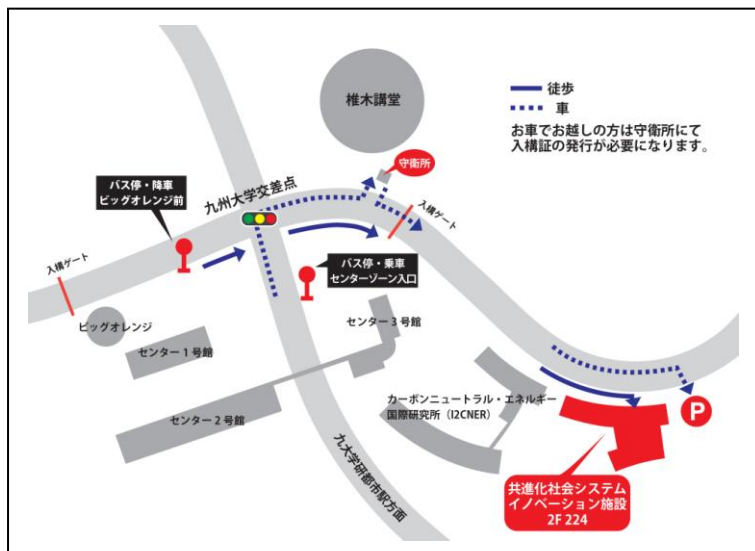 椎木講堂
徒歩
車
お車でお越しの方は守衛所にて
入構証の発行が必要になります。
守衛所
バス停・降車
ビッグオレンジ前
九州大学交差点
入構ゲート
入構ゲート
バス停・乗車
センターゾーン入口
ビッグオレンジ
センター1号館
センター3号館
センター2号館
カーボンニュートラル・エネルギー
国際研究所（I2CNER）
P
九大学研都市駅方面
共進化社会システム
イノベーション施設
2F 224